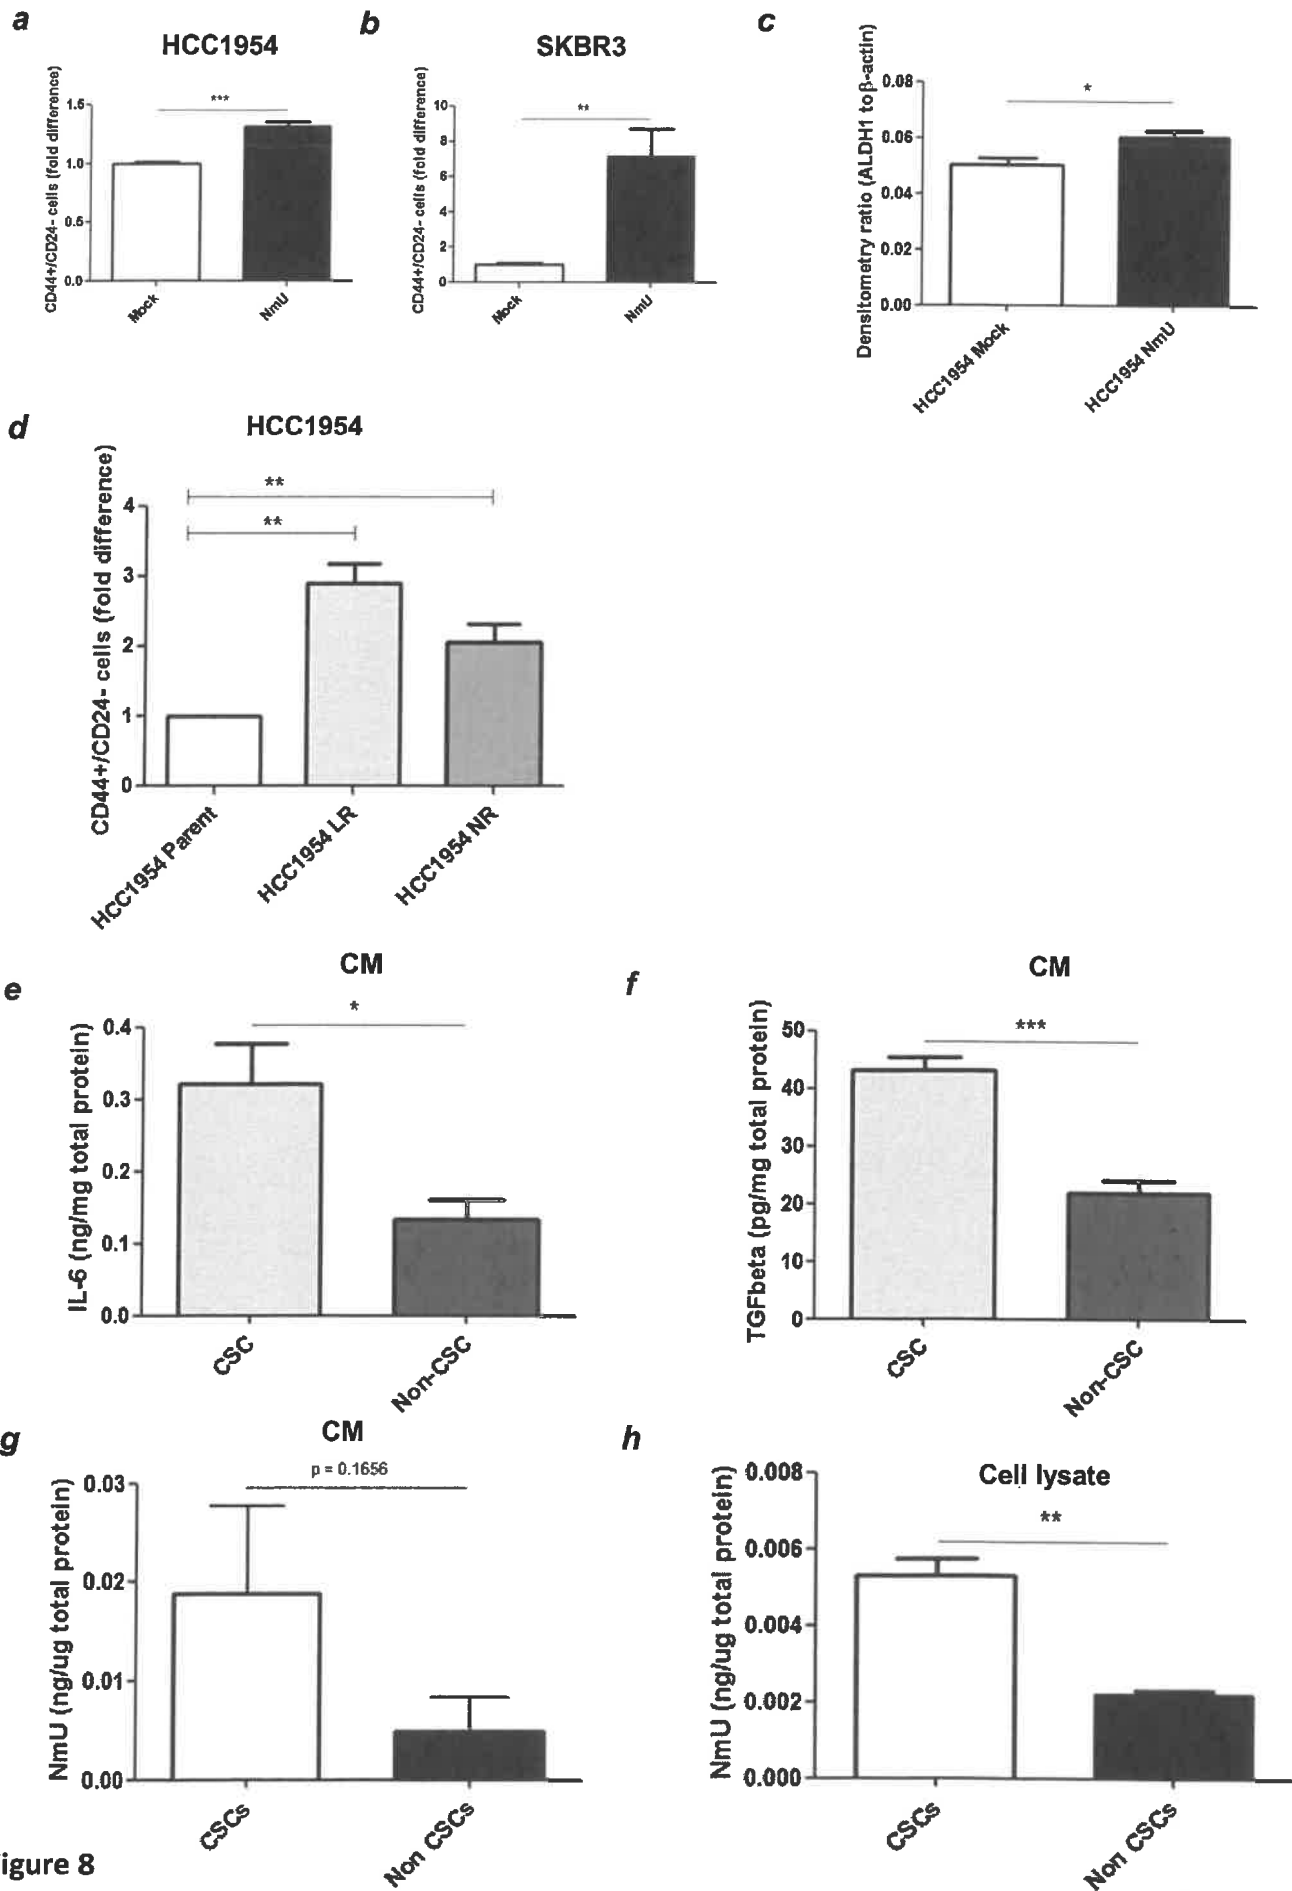 a
HCC1954
CD44+/CD24- cells (fold difference)
1.5
1.0
0.5
0.0
***
Mock
NmU
b
SKBR3
CD44+/CD24- cells (fold difference)
10
8
6
4
2
0
**
Mock
NmU
c
Densitometry ratio (ALDH1 toβ-actin)
0.08
0.06
0.04
0.02
0.00
*
HCC1954 Mock
HCC1954 NmU
d
HCC1954
CD44+/CD24- cells (fold difference)
4
3
2
1
0
**
**
HCC1954 Parent
HCC1954 LR
HCC1954 NR
e
CM
IL-6 (ng/mg total protein)
0.4
0.3
0.2
0.1
0.0
*
CSC
Non-CSC
f
CM
TGFbeta (pg/mg total protein)
50
40
30
20
10
0
***
CSC
Non-CSC
g
CM
NmU (ng/ug total protein)
0.03
0.02
0.01
0.00
p = 0.1656
CSCs
Non CSCs
h
Cell lysate
NmU (ng/ug total protein)
0.008
0.006
0.004
0.002
0.000
**
CSCs
Non CSCs
igure 8